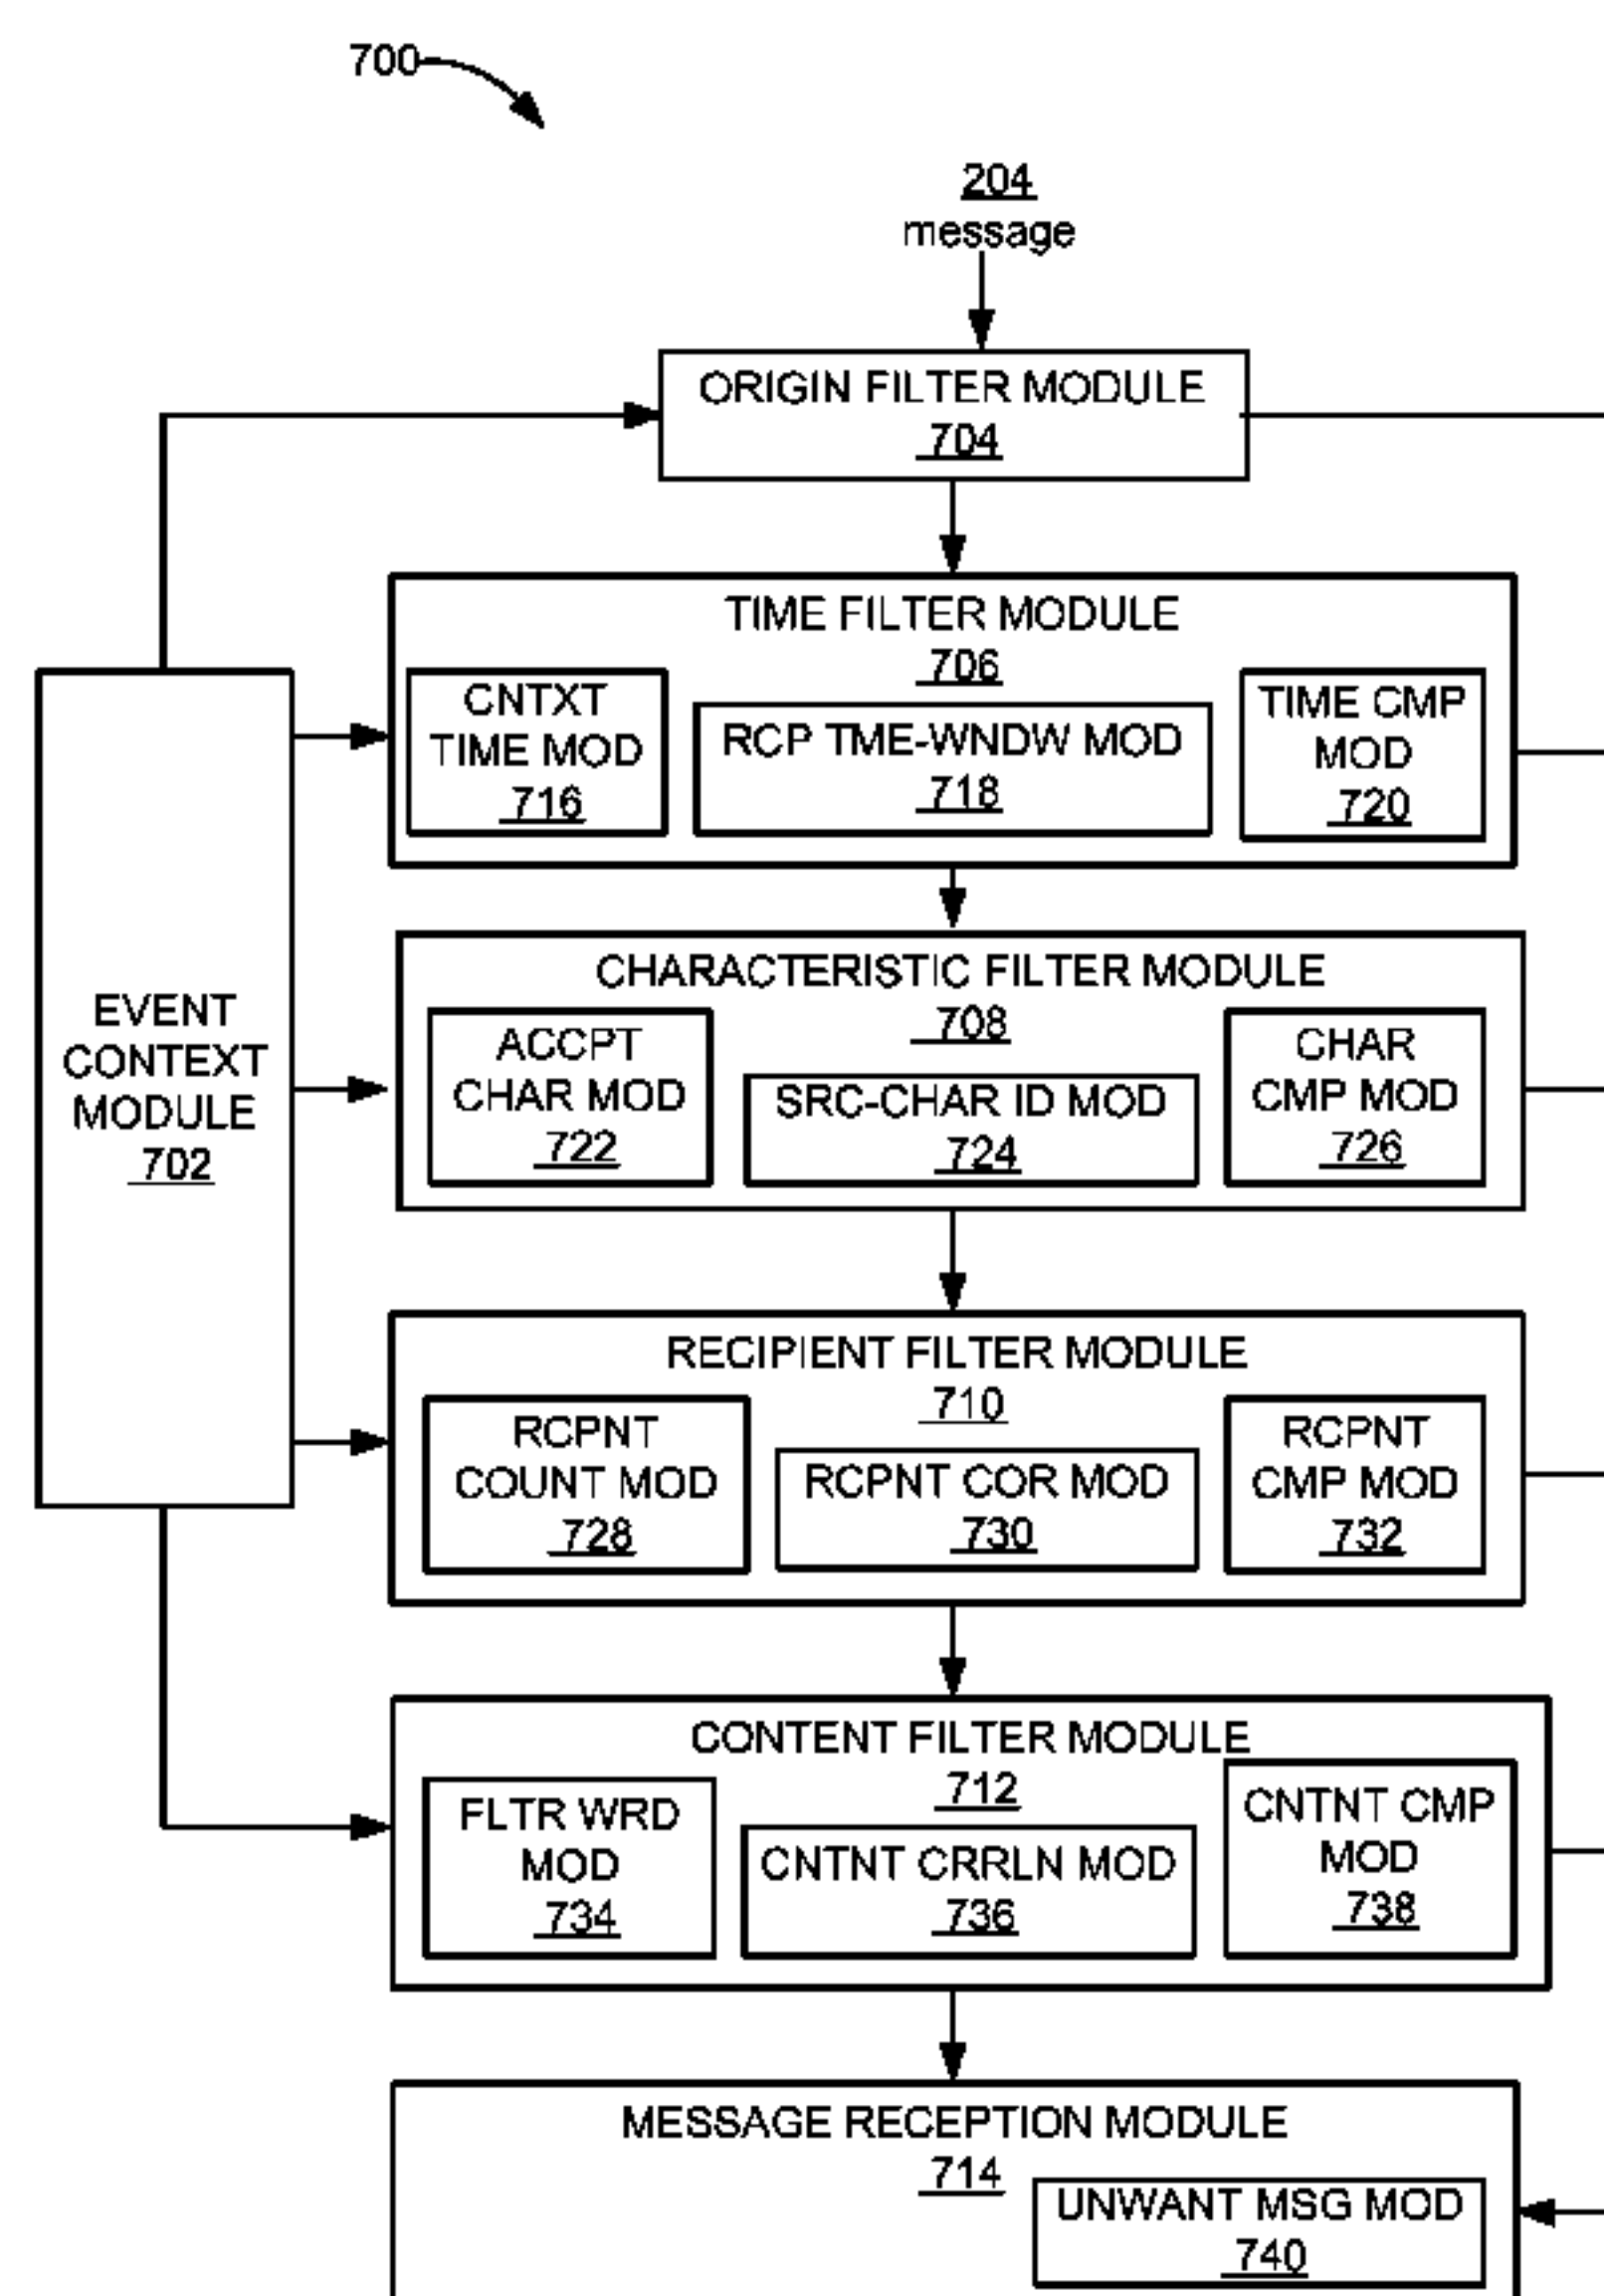 700
204
message
ORIGIN FILTER MODULE
704
TIME FILTER MODULE
706
CNTXT
TIME MOD
716
RCP TME-WNDW MOD
718
TIME CMP
MOD
720
EVENT
CONTEXT
MODULE
702
CHARACTERISTIC FILTER MODULE
708
ACCPT
CHAR MOD
722
SRC-CHAR ID MOD
724
CHAR
CMP MOD
726
RECIPIENT FILTER MODULE
710
RCPNT
COUNT MOD
728
RCPNT COR MOD
730
RCPNT
CMP MOD
732
CONTENT FILTER MODULE
712
FLTR WRD
MOD
734
CNTNT CRRLN MOD
736
CNTNT CMP
MOD
738
MESSAGE RECEPTION MODULE
714
UNWANT MSG MOD
740